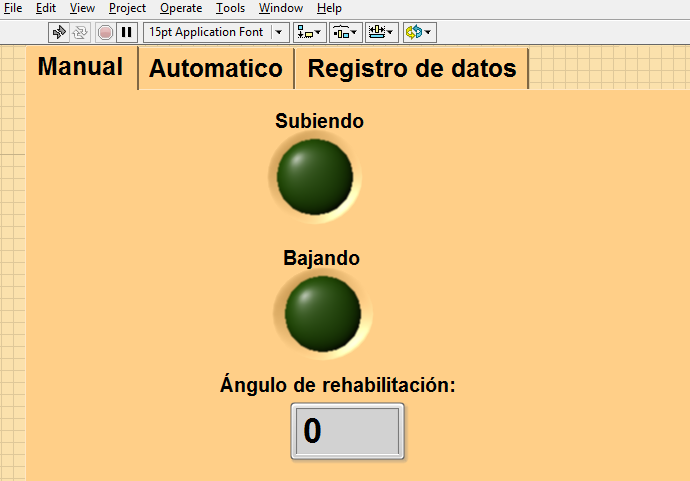 File Edit View Project Operate Tools Window Help
15pt Application Font
Manual Automatico Registro de datos
Subiendo
Bajando
Ángulo de rehabilitación:
0